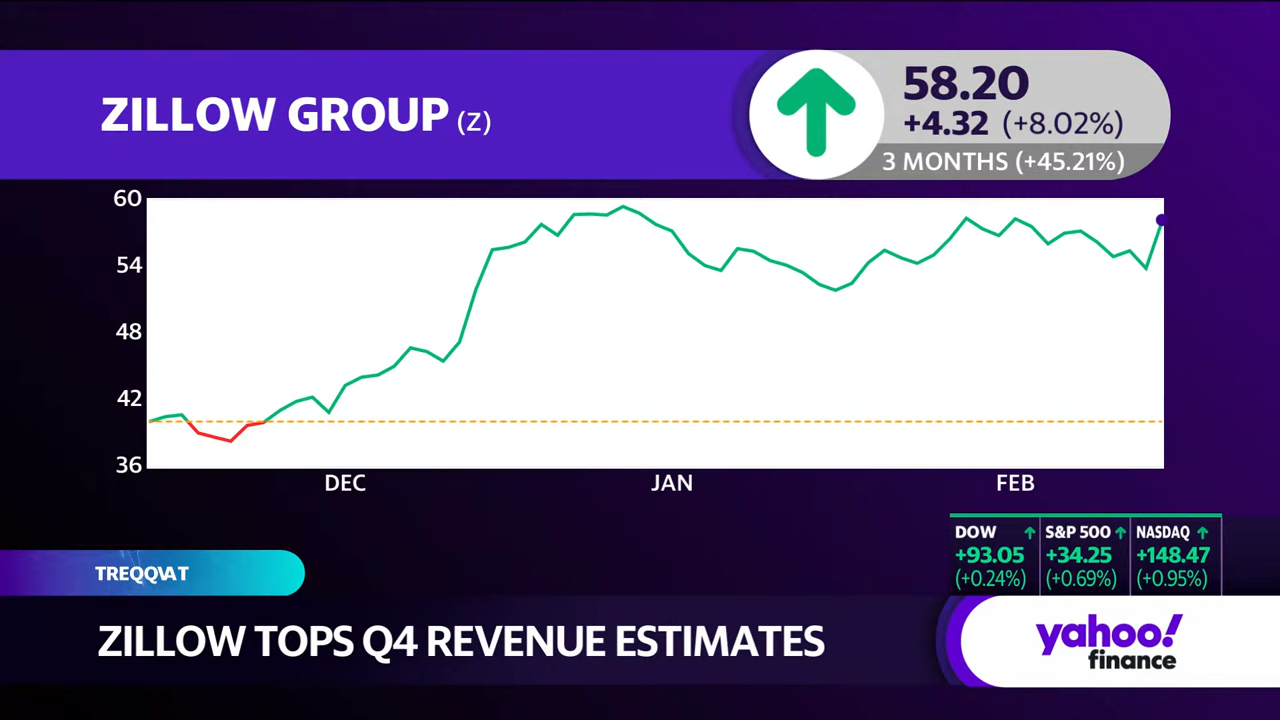 ZILLOW GROUP (Z)
58.20
+4.32 (+8.02%)
3 MONTHS (+45.21%)
60
54
48
42
36
DEC JAN FEB
DOW
+93.05
(+0.24%)
S&P 500
+34.25
(+0.69%)
NASDAQ
+148.47
(+0.95%)
ZILLOW TOPS Q4 REVENUE ESTIMATES
yahoo!
finance